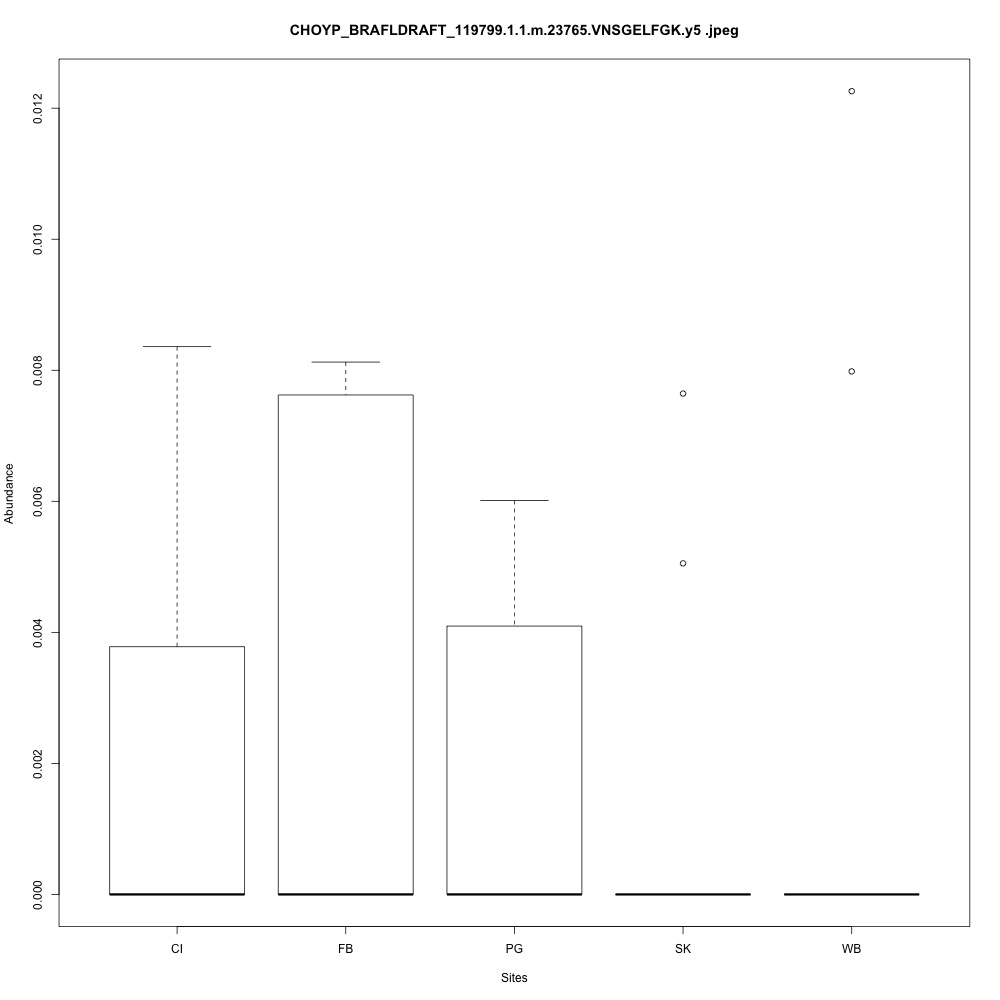 CHOYP_BRAFLDRAFT_119799.1.1.m.23765.VNSGELFGK.y5 .jpeg
0.012
0.010
0.008
0.006
0.004
0.002
0.000
Abundance
CI FB PG SK WB
Sites